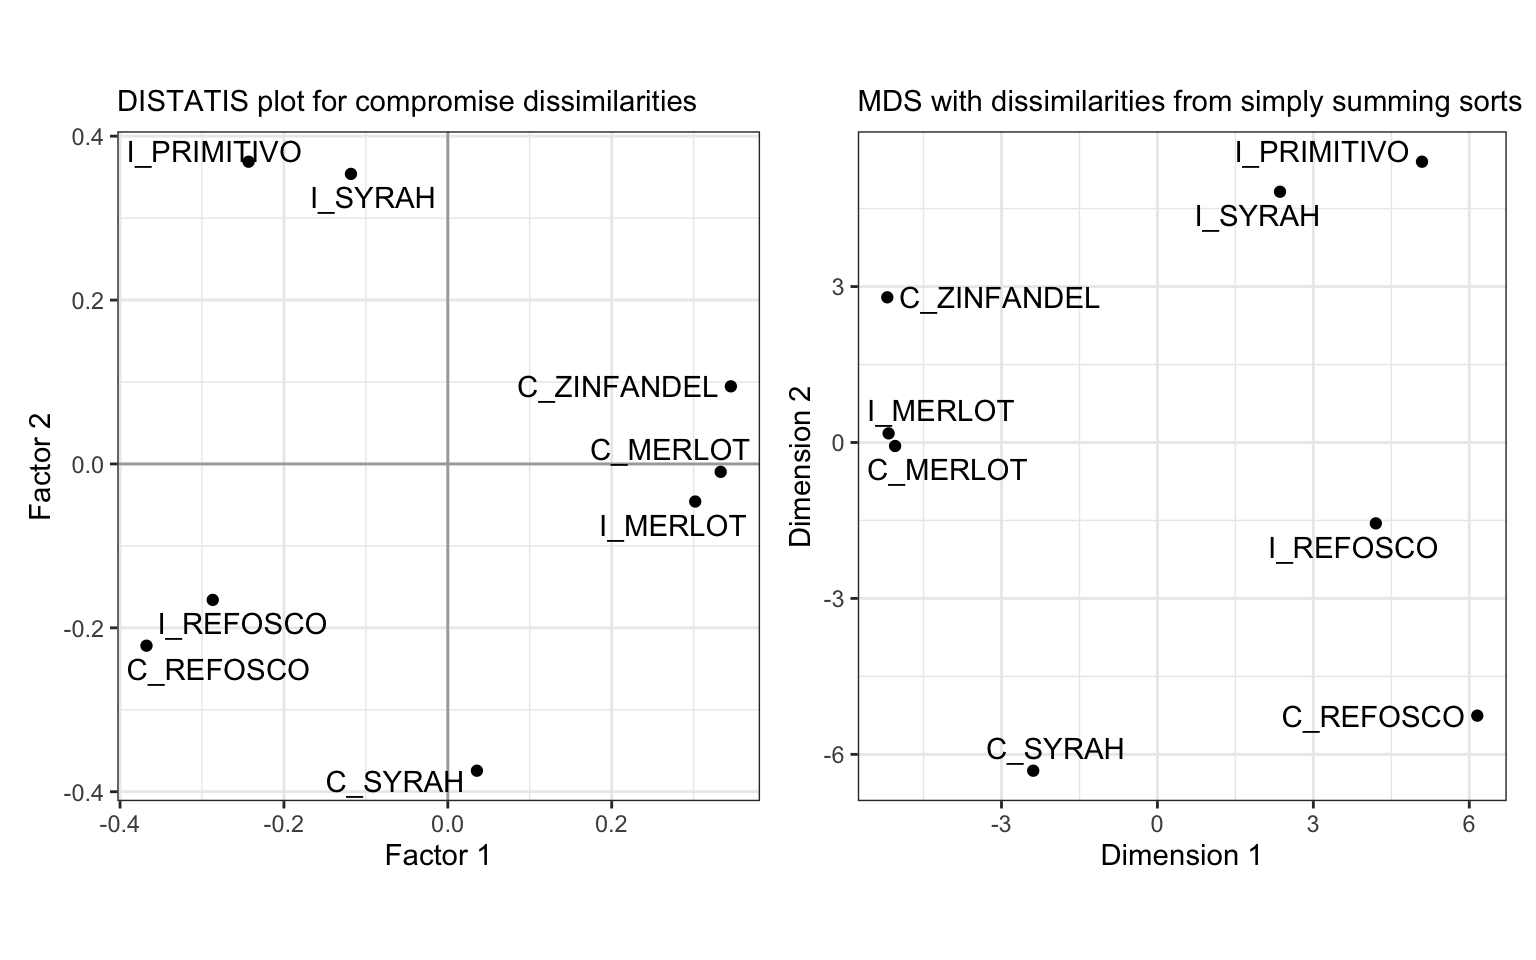 DISTATIS plot for compromise dissimilarities
0.4
0.2
0.0
-0.2
-0.4
Factor 2
I_PRIMITIVO
I_SYRAH
C_ZINFANDEL
C_MERLOT
I_MERLOT
I_REFOSCO
C_REFOSCO
C_SYRAH
-0.4
-0.2
0.0
0.2
Factor 1
MDS with dissimilarities from simply summing sorts
3
0
-3
-6
Dimension 2
I_PRIMITIVO
I_SYRAH
C_ZINFANDEL
I_MERLOT
C_MERLOT
I_REFOSCO
C_REFOSCO
C_SYRAH
-3
0
3
6
Dimension 1